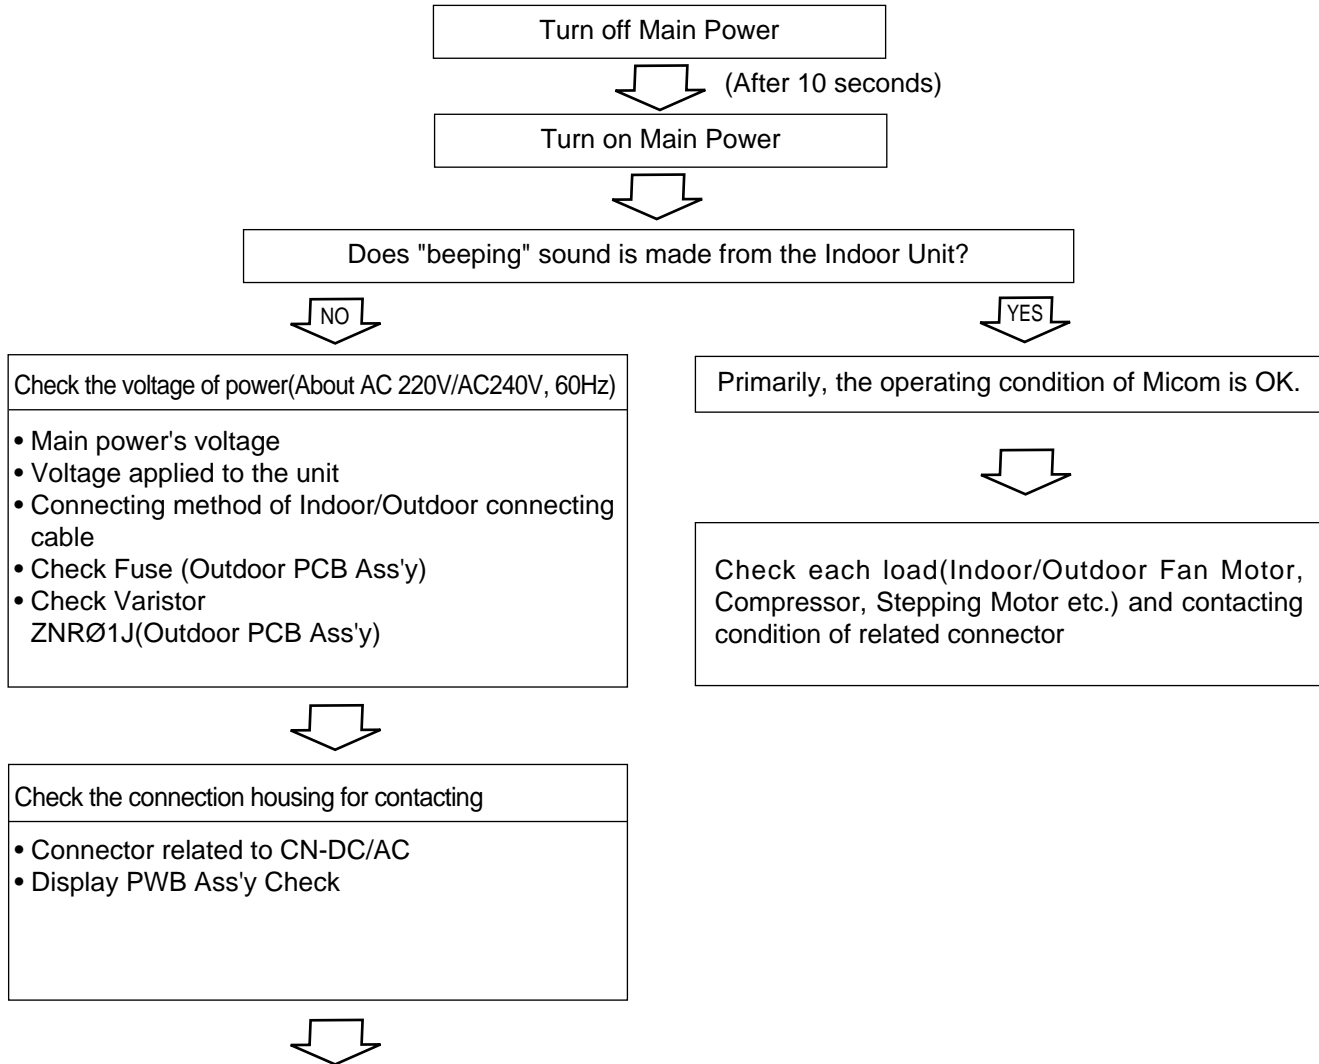 Turn off Main Power
(After 10 seconds)
Turn on Main Power
Does "beeping" sound is made from the Indoor Unit?
NO
YES
Check the voltage of power(About AC 220V/AC240V, 60Hz)
• Main power's voltage
• Voltage applied to the unit
• Connecting method of Indoor/Outdoor connecting
cable
• Check Fuse (Outdoor PCB Ass'y)
• Check Varistor
ZNRØ1J(Outdoor PCB Ass'y)
Primarily, the operating condition of Micom is OK.
Check each load(Indoor/Outdoor Fan Motor,
Compressor, Stepping Motor etc.) and contacting
condition of related connector
Check the connection housing for contacting
• Connector related to CN-DC/AC
• Display PWB Ass'y Check